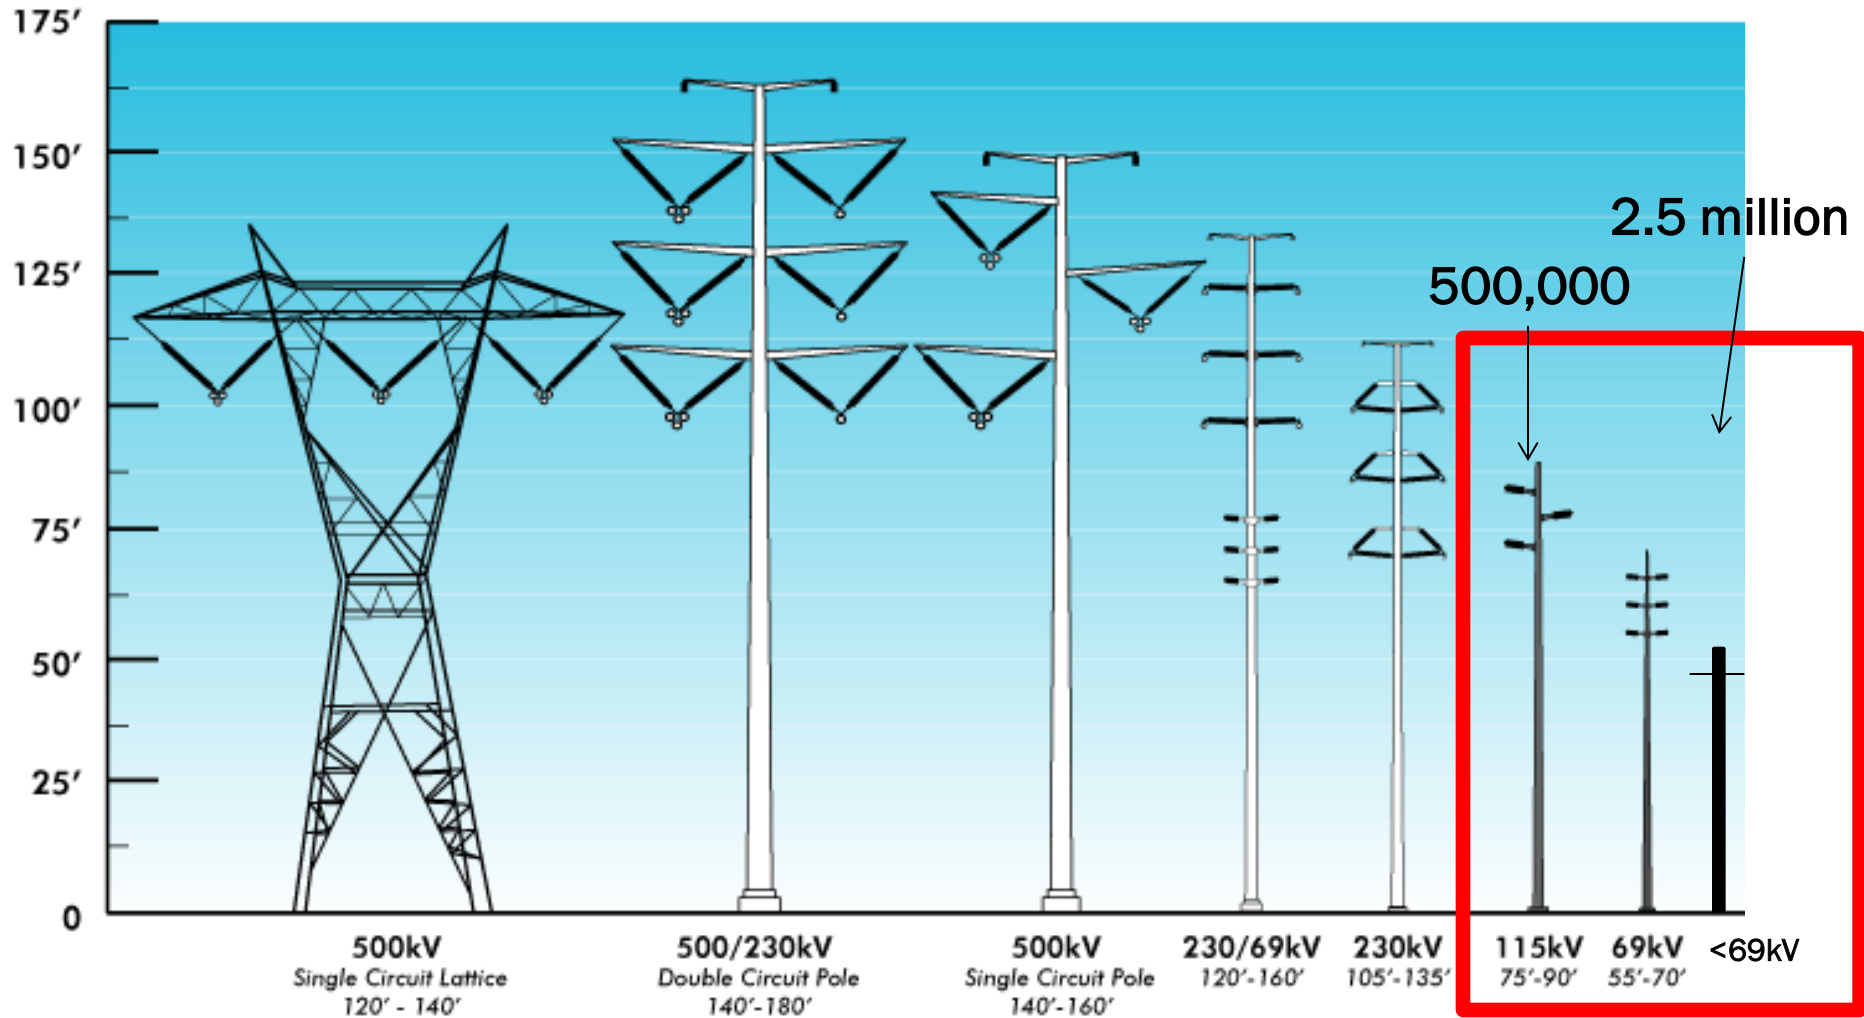 175′
150′
125′
100′
75′
50′
25′
0
2.5 million
500,000
500kV
Single Circuit Lattice
120′ - 140′
500/230kV
Double Circuit Pole
140′-180′
500kV
Single Circuit Pole
140′-160′
230/69kV
120′-160′
230kV
105′-135′
115kV
75′-90′
69kV
55′-70′
<69kV